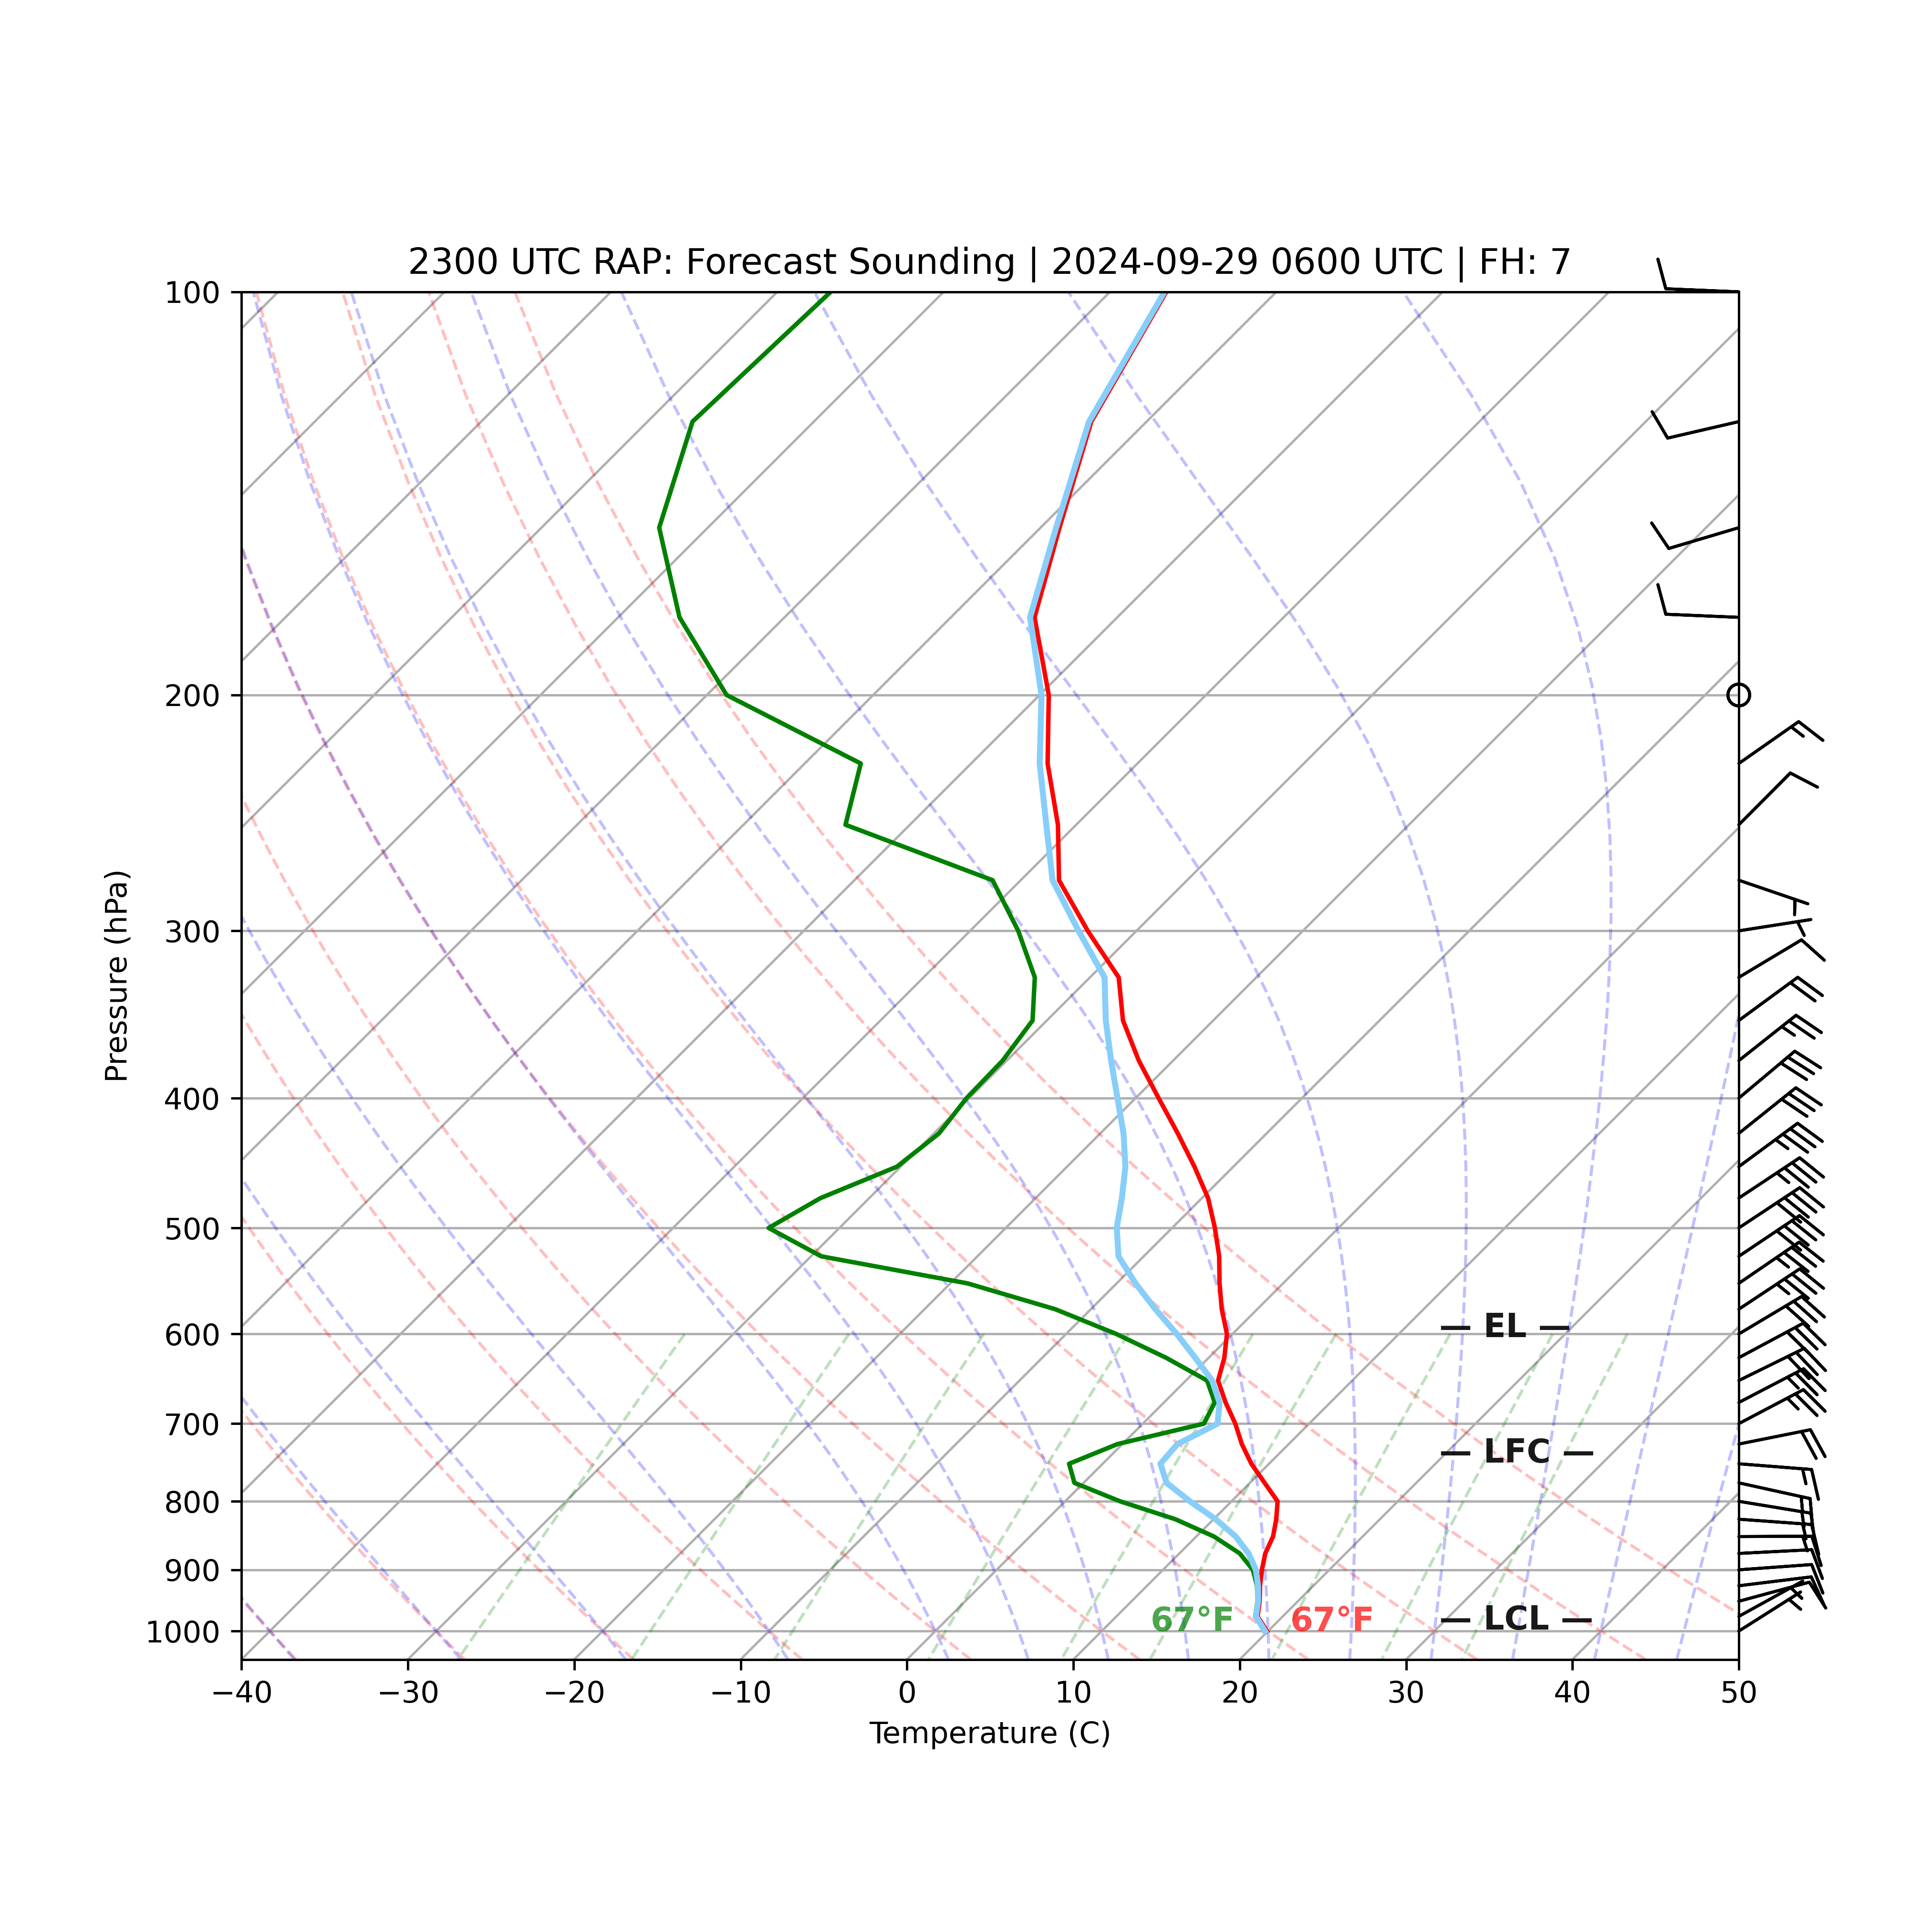 2300 UTC RAP: Forecast Sounding | 2024-09-29 0600 UTC | FH: 7
100
200
300
400
500
600
700
800
900
1000
Pressure (hPa)
— EL —
— LFC —
— LCL —
67°F 67°F
−40 −30 −20 −10 0 10 20 30 40 50
Temperature (C)